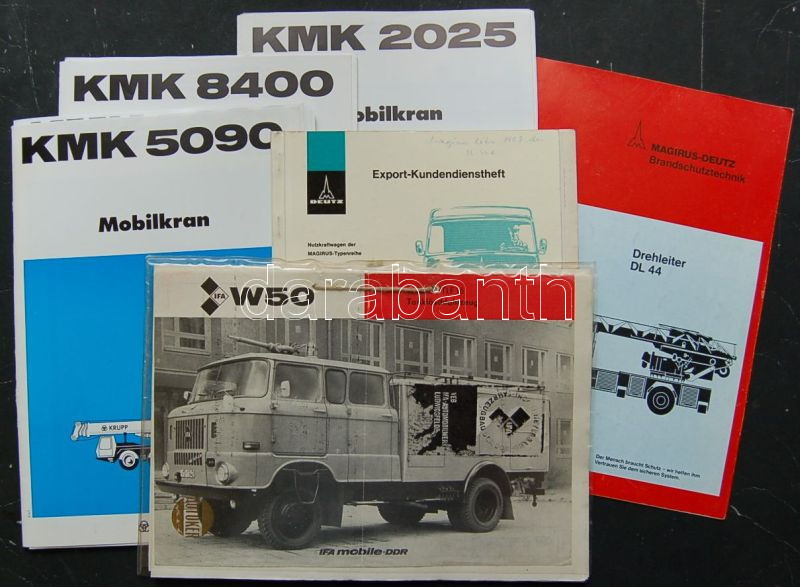 KMK 2025
Mobilkran
KMK 8400
KMK 5090
Mobilkran
KRUPP
DEUTZ
Export-Kundendienstheft
Nutzkraftwagen der
MAGIRUS-Typenreihe
MAGIRUS-DEUTZ
Brandschutztechnik
Drehleiter
DL 44
Der Mensch braucht Schutz – wir helfen ihm
Vertrauen Sie dem sicheren System.
IFA
W50
darabanth
IFA mobile-DDR